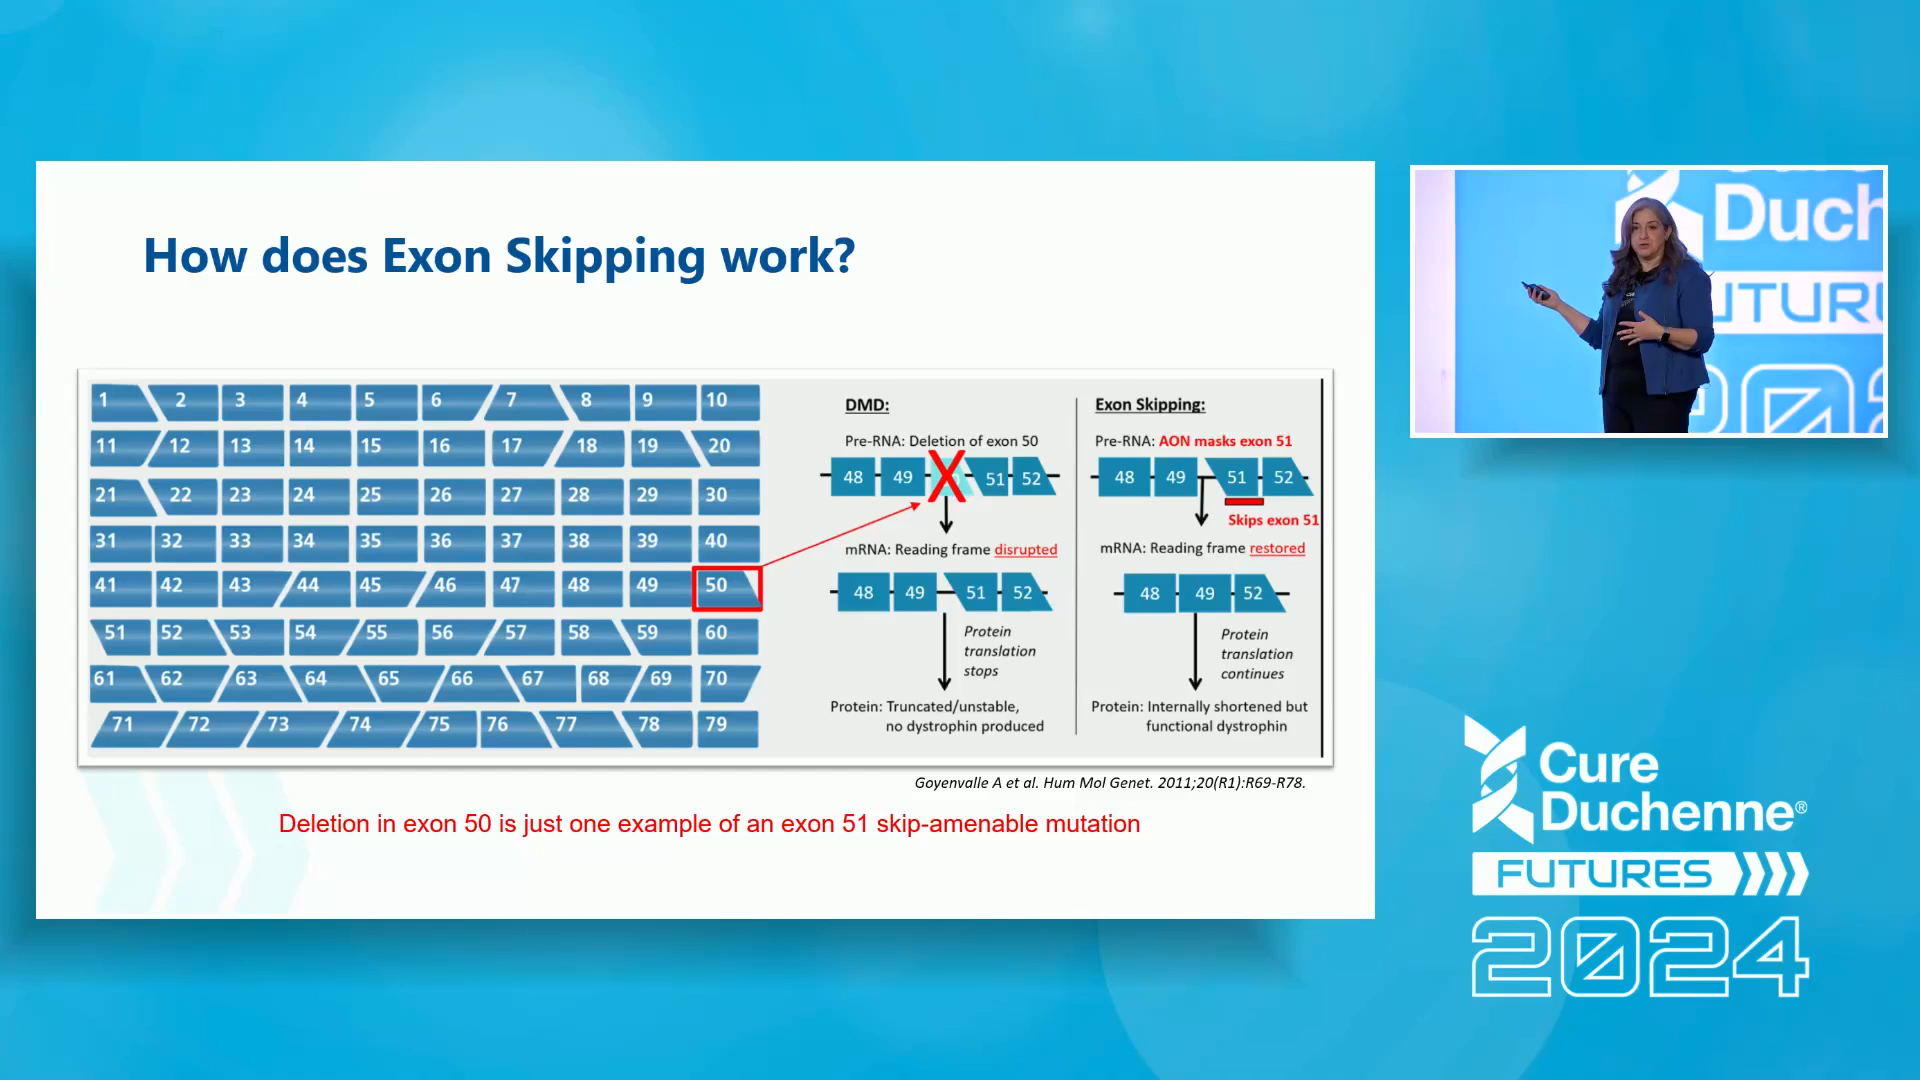 How does Exon Skipping work?
1 2 3 4 5 6 7 8 9 10
11 12 13 14 15 16 17 18 19 20
21 22 23 24 25 26 27 28 29 30
31 32 33 34 35 36 37 38 39 40
41 42 43 44 45 46 47 48 49 50
51 52 53 54 55 56 57 58 59 60
61 62 63 64 65 66 67 68 69 70
71 72 73 74 75 76 77 78 79
DMD:
Pre-RNA: Deletion of exon 50
48 49 X 51 52
mRNA: Reading frame disrupted
48 49 51 52
Protein
translation
stops
Protein: Truncated/unstable,
no dystrophin produced
Exon Skipping:
Pre-RNA: AON masks exon 51
48 49 51 52
Skips exon 51
mRNA: Reading frame restored
48 49 52
Protein
translation
continues
Protein: Internally shortened but
functional dystrophin
Goyenvalle A et al. Hum Mol Genet. 2011;20(R1):R69-R78.
Deletion in exon 50 is just one example of an exon 51 skip-amenable mutation
Duch
UTURE
202
Cure
Duchenne®
FUTURES
2024